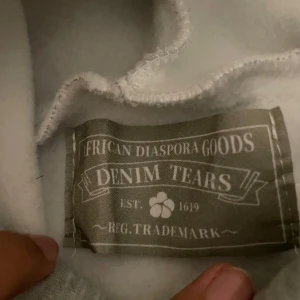 AFRICAN DIASPORA GOODS
DENIM TEARS
EST. 1619
~REG. TRADEMARK~